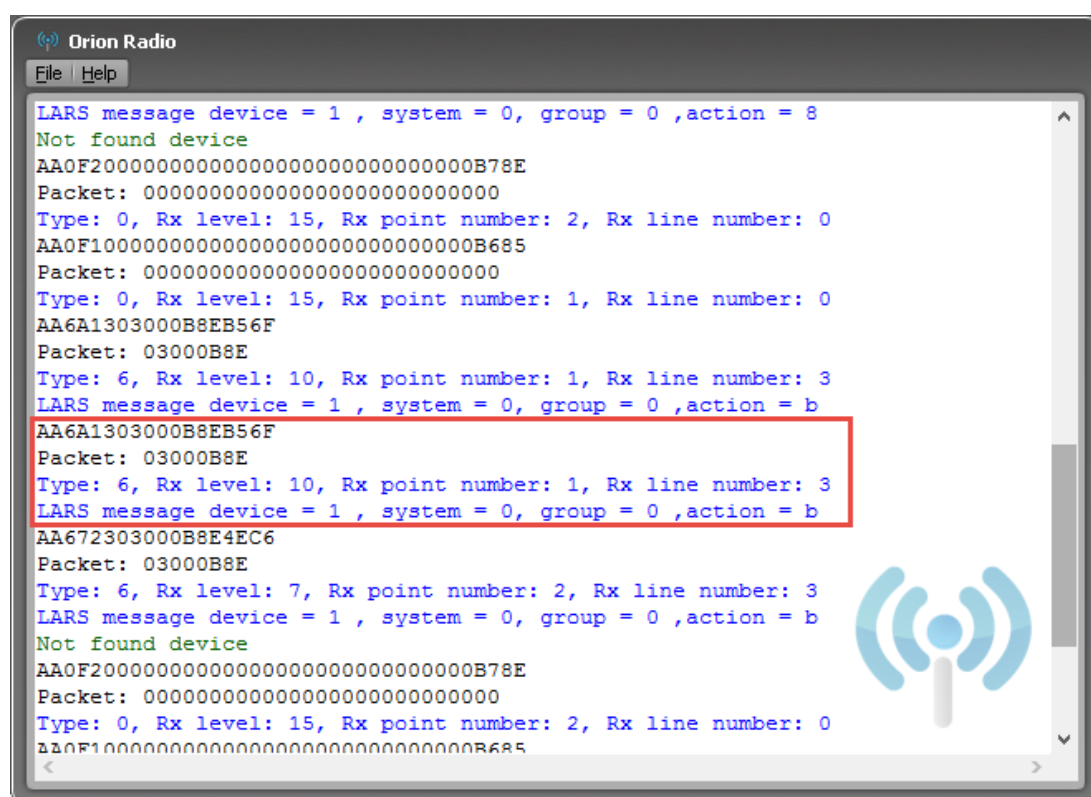 Orion Radio
File Help
LARS message device = 1 , system = 0, group = 0 ,action = 8
Not found device
AA0F20000000000000000000000000000B78E
Packet: 000000000000000000000000000
Type: 0, Rx level: 15, Rx point number: 2, Rx line number: 0
AA0F10000000000000000000000000000B685
Packet: 000000000000000000000000000
Type: 0, Rx level: 15, Rx point number: 1, Rx line number: 0
AA6A1303000B8EB56F
Packet: 03000B8E
Type: 6, Rx level: 10, Rx point number: 1, Rx line number: 3
LARS message device = 1 , system = 0, group = 0 ,action = b
AA6A1303000B8EB56F
Packet: 03000B8E
Type: 6, Rx level: 10, Rx point number: 1, Rx line number: 3
LARS message device = 1 , system = 0, group = 0 ,action = b
AA672303000B8E4EC6
Packet: 03000B8E
Type: 6, Rx level: 7, Rx point number: 2, Rx line number: 3
LARS message device = 1 , system = 0, group = 0 ,action = b
Not found device
AA0F20000000000000000000000000000B78E
Packet: 000000000000000000000000000
Type: 0, Rx level: 15, Rx point number: 2, Rx line number: 0
AA0F10000000000000000000000000000B685